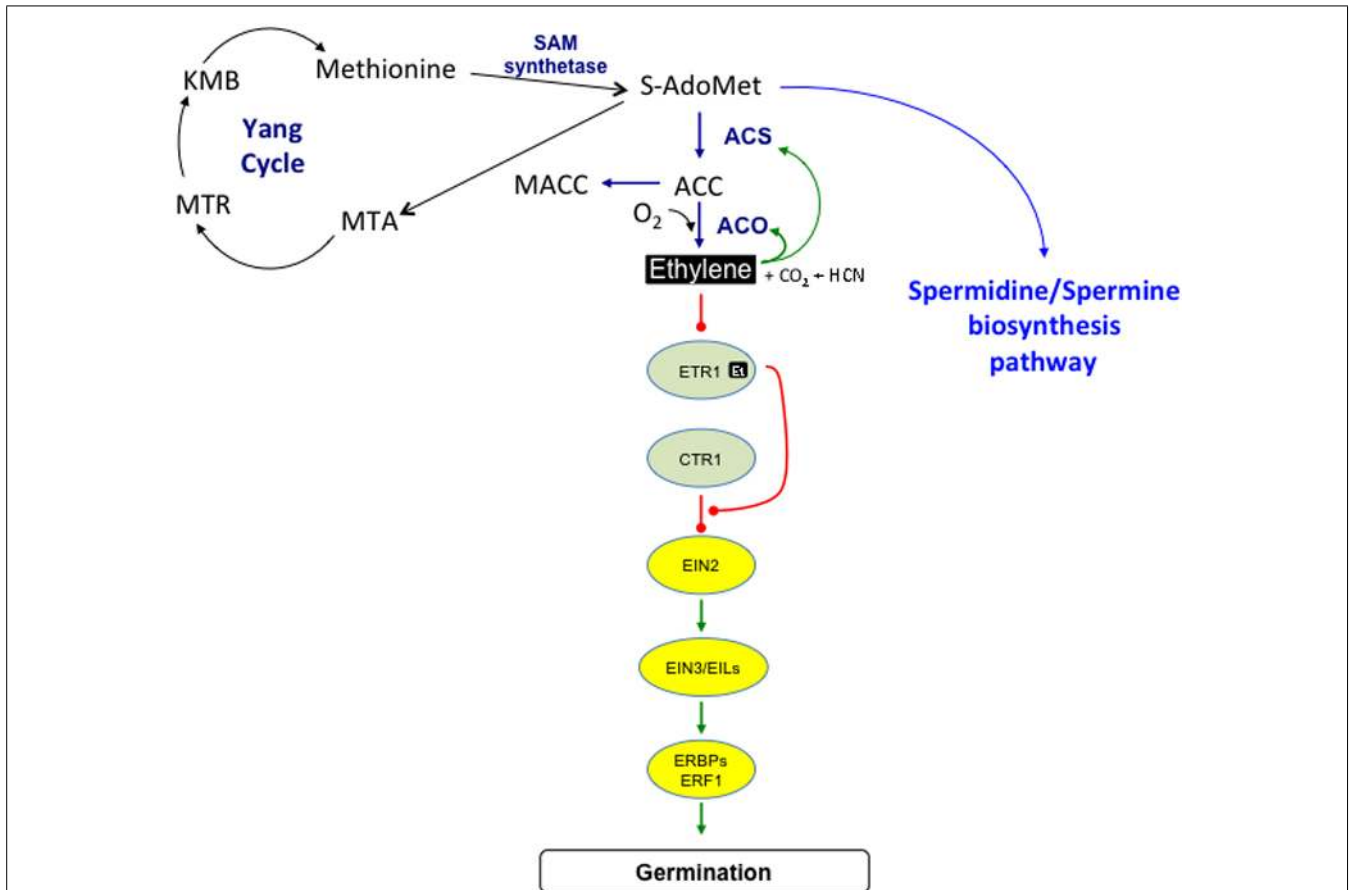 SAM
synthetase
KMB
Methionine
S-AdoMet
Yang
Cycle
ACS
MACC
ACC
MTR
MTA
O₂
ACO
Ethylene
+ CO₂ + HCN
Spermidine/Spermine
biosynthesis
pathway
ETR1
Et
CTR1
EIN2
EIN3/EILs
ERBPs
ERF1
Germination